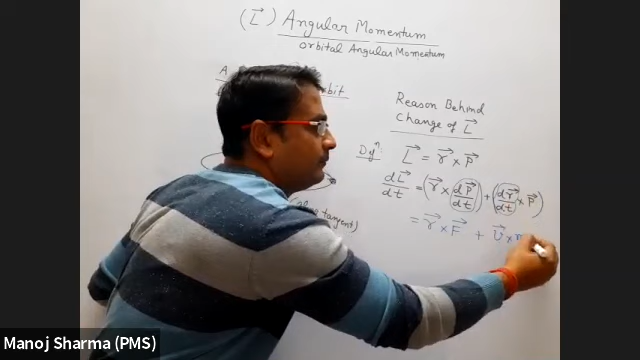 (L⃗) Angular Momentum
Orbital Angular Momentum
Reason Behind
Change of L⃗
Defⁿ. L⃗ = r⃗ × P⃗
dL⃗/dt = (r⃗ × dP⃗/dt) + (dr⃗/dt × P⃗)
= r⃗ × F⃗ + v⃗ ×
tangent)
Manoj Sharma (PMS)